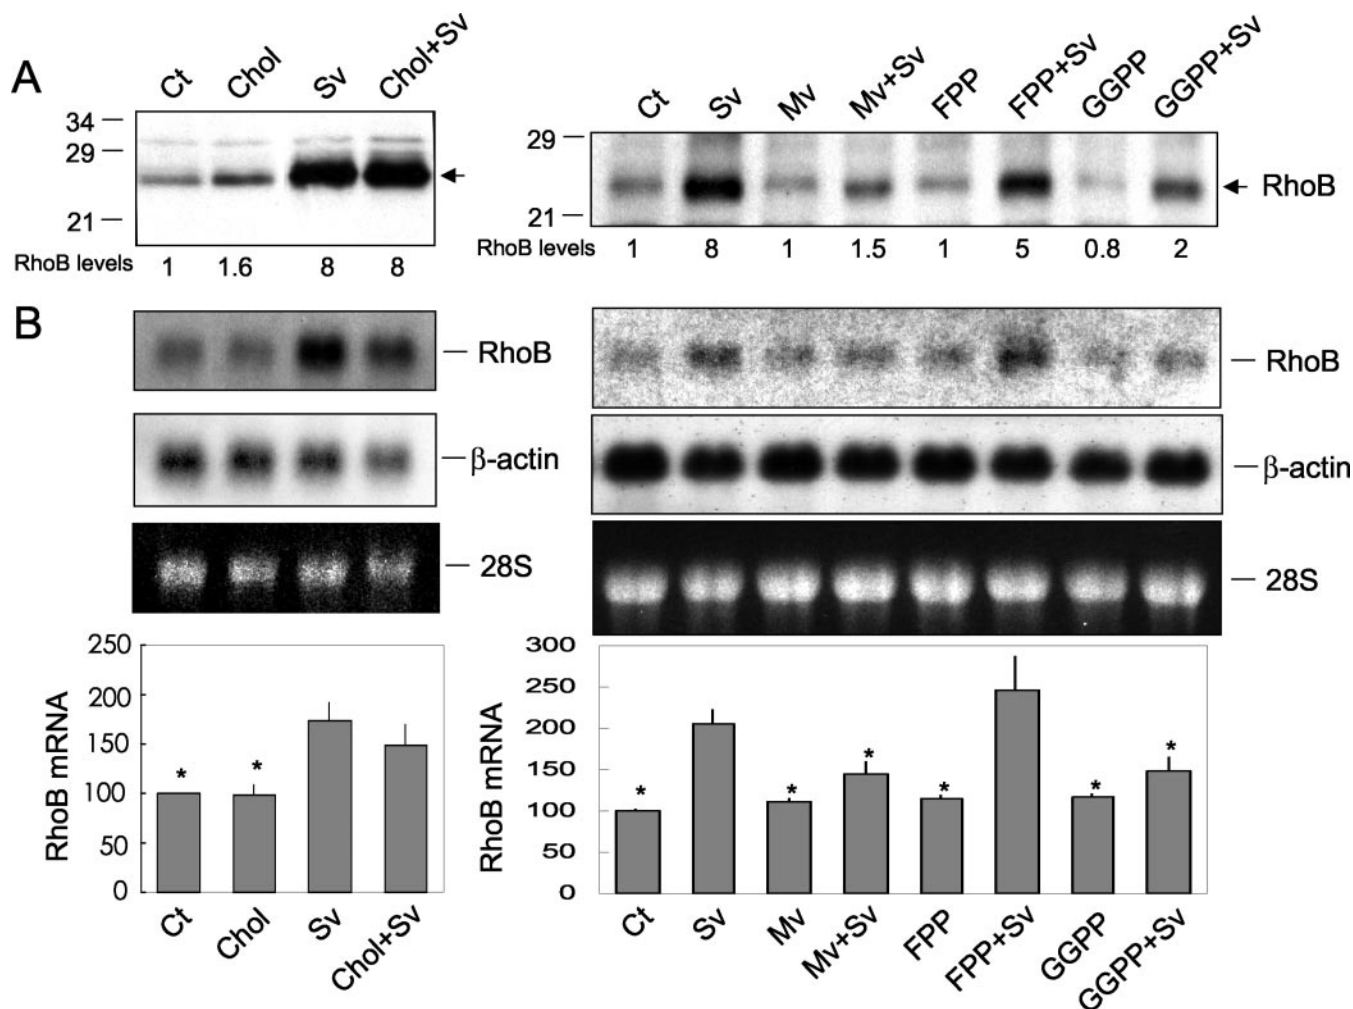 A
Ct Chol Sv Chol+Sv
34
29
21
RhoB levels 1 1.6 8 8
Ct Sv Mv Mv+Sv FPP FPP+Sv GGPP GGPP+Sv
29
21
RhoB
RhoB levels 1 8 1 1.5 1 5 0.8 2
B
RhoB
β-actin
28S
RhoB
β-actin
28S
RhoB mRNA
250
200
150
100
50
0
* *
Ct Chol Sv Chol+Sv
RhoB mRNA
300
250
200
150
100
50
0
* * * * * *
Ct Sv Mv Mv+Sv FPP FPP+Sv GGPP GGPP+Sv